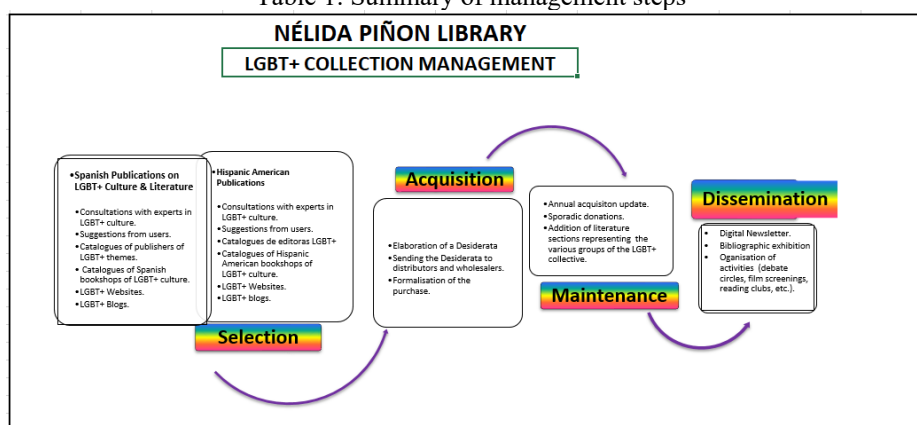 Table 1. Summary of management steps
NÉLIDA PIÑON LIBRARY
LGBT+ COLLECTION MANAGEMENT
•Spanish Publications on
LGBT+ Culture & Literature
•Consultations with experts in
LGBT+ culture.
•Suggestions from users.
•Catalogues of publishers of
LGBT+ themes.
• Catalogues of Spanish
bookshops of LGBT+ culture.
•LGBT+ Websites.
•LGBT+ Blogs.
•Hispanic American
Publications
•Consultations with experts in
LGBT+ culture.
•Suggestions from users.
•Catalogues de editoras LGBT+
•Catalogues of Hispanic
American bookshops of
LGBT+ culture.
•LGBT+ Websites.
•LGBT+ blogs.
Selection
Acquisition
•Elaboration of a Desiderata
•Sending the Desiderata to
distributors and wholesalers.
•Formalisation of the
purchase.
•Annual acquisiton update.
•Sporadic donations.
•Addition of literature
sections representing the
various groups of the LGBT+
collective.
Maintenance
Dissemination
• Digital Newsletter.
• Bibliographic exhibition
• Oganisation of
activities (debate
circles, film screenings,
reading clubs, etc.).